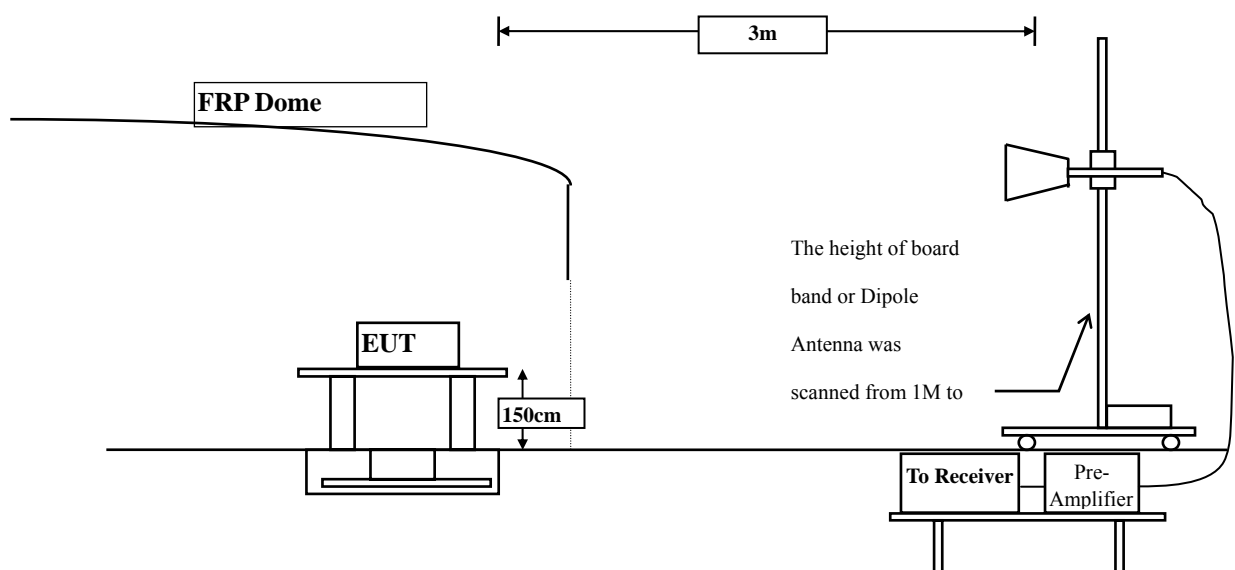 3m
FRP Dome
The height of board
band or Dipole
Antenna was
scanned from 1M to
EUT
150cm
To Receiver
Pre-
Amplifier